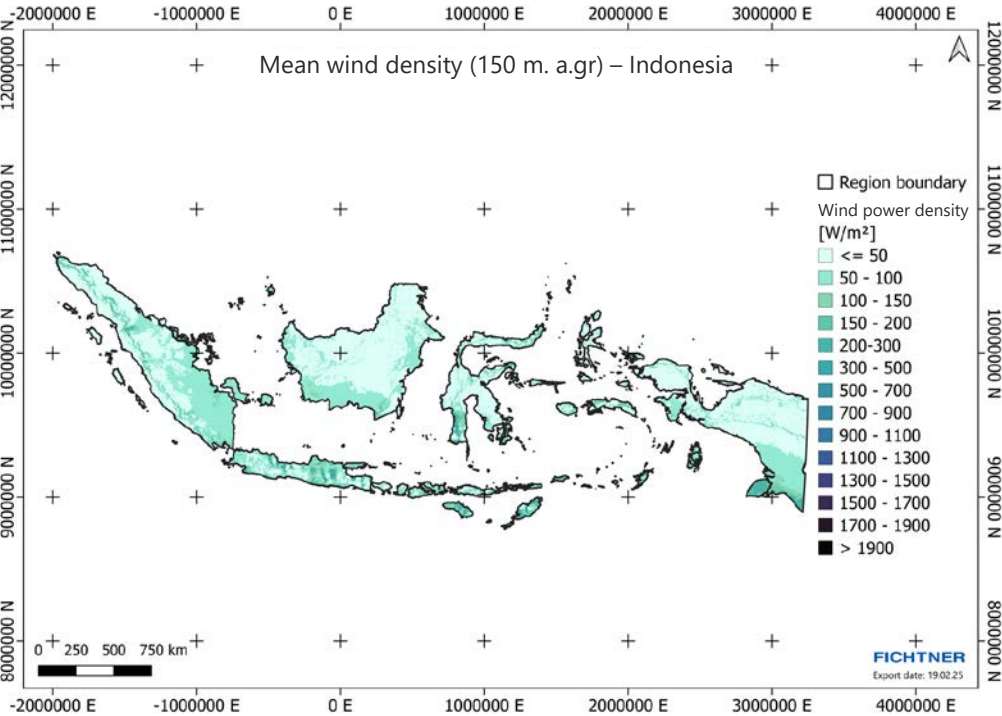 -2000000 E -1000000 E 0 E 1000000 E 2000000 E 3000000 E 4000000 E
Mean wind density (150 m. a.gr) – Indonesia
12000000 N
11000000 N
10000000 N
9000000 N
8000000 N
12000000 N
11000000 N
10000000 N
9000000 N
8000000 N
Region boundary
Wind power density
[W/m²]
<= 50
50 - 100
100 - 150
150 - 200
200-300
300 - 500
500 - 700
700 - 900
900 - 1100
1100 - 1300
1300 - 1500
1500 - 1700
1700 - 1900
> 1900
0 250 500 750 km
FICHTNER
Export date: 19.02.25
-2000000 E -1000000 E 0 E 1000000 E 2000000 E 3000000 E 4000000 E